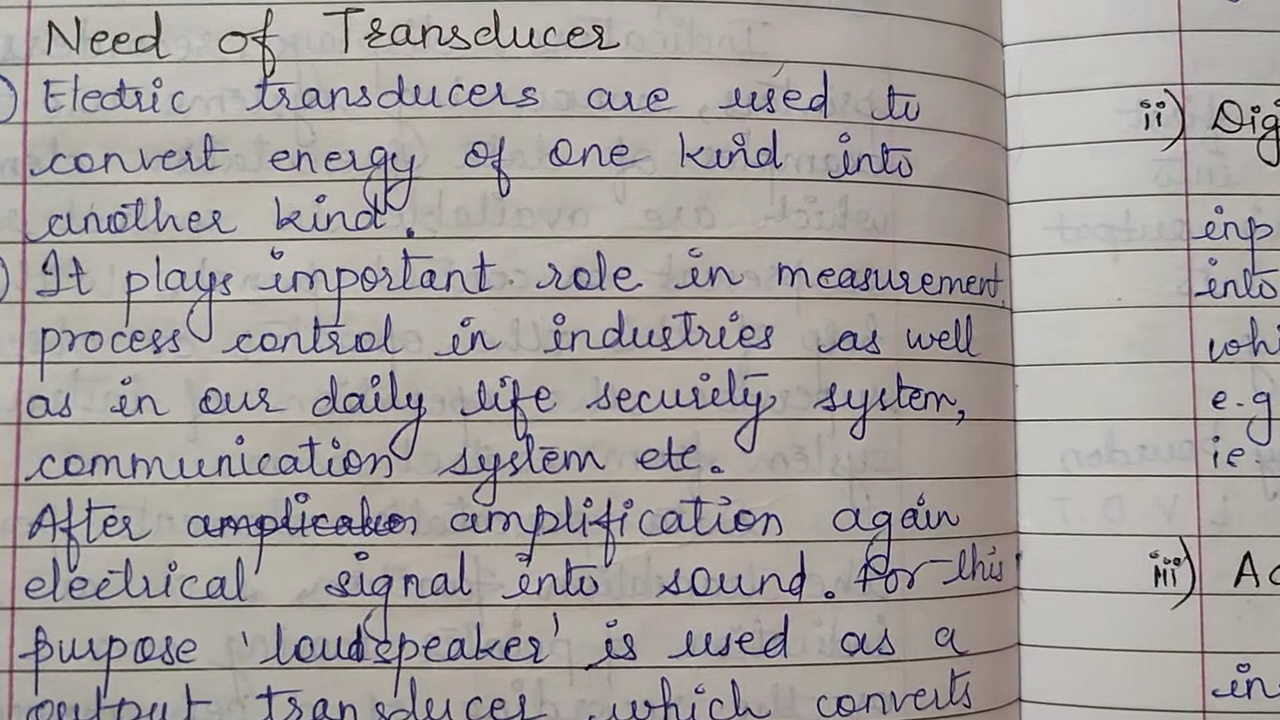 Need of Transducer
) Electric transducers are used to
convert energy of one kind into
another kind.
) It plays important role in measurement,
process control in industries as well
as in our daily life security system,
communication system etc.
After amplification again
electrical signal into sound. For this
purpose 'loudspeaker' is used as a
output transducer which converts
ii) Dig
inp
into
whi
e.g
ie.
iii) Ac
in